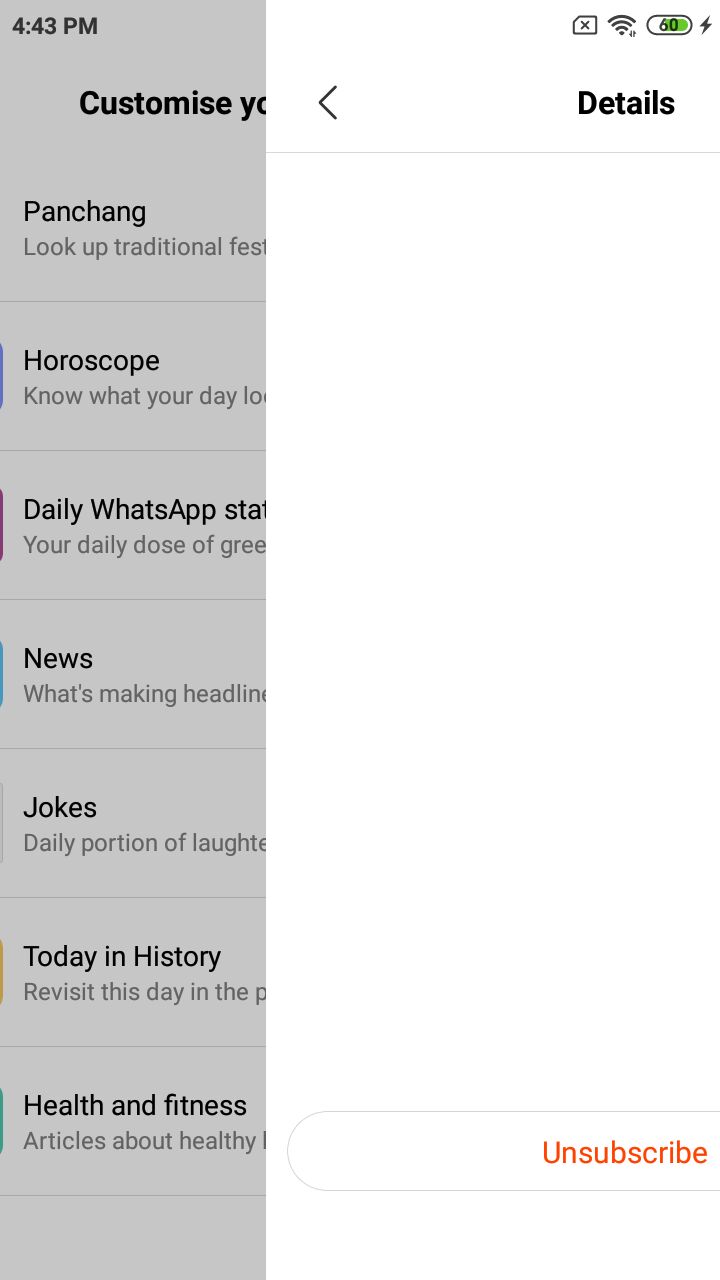 4:43 PM
60
Customise yo
Details
Panchang
Look up traditional fest
Horoscope
Know what your day loo
Daily WhatsApp stat
Your daily dose of gree
News
What's making headline
Jokes
Daily portion of laughte
Today in History
Revisit this day in the p
Health and fitness
Articles about healthy l
Unsubscribe